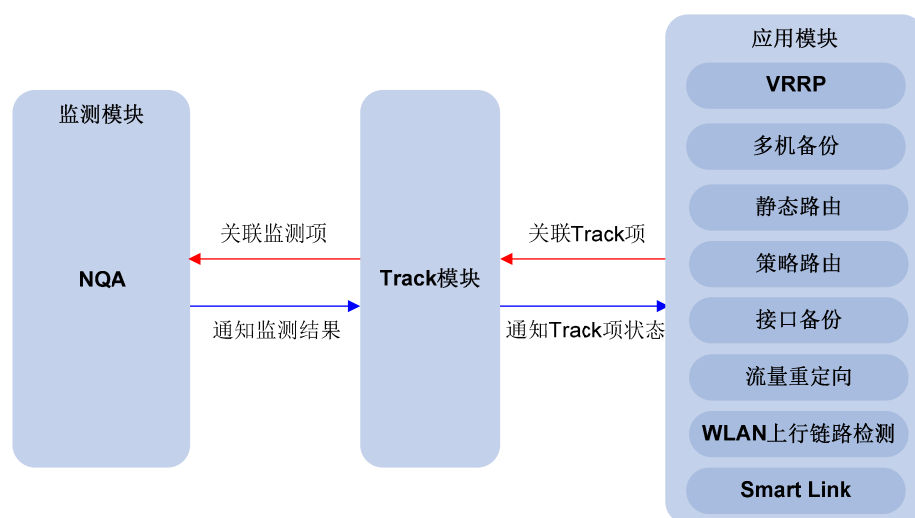 监测模块
NQA
关联监测项
通知监测结果
Track模块
关联Track项
通知Track项状态
应用模块
VRRP
多机备份
静态路由
策略路由
接口备份
流量重定向
WLAN上行链路检测
Smart Link